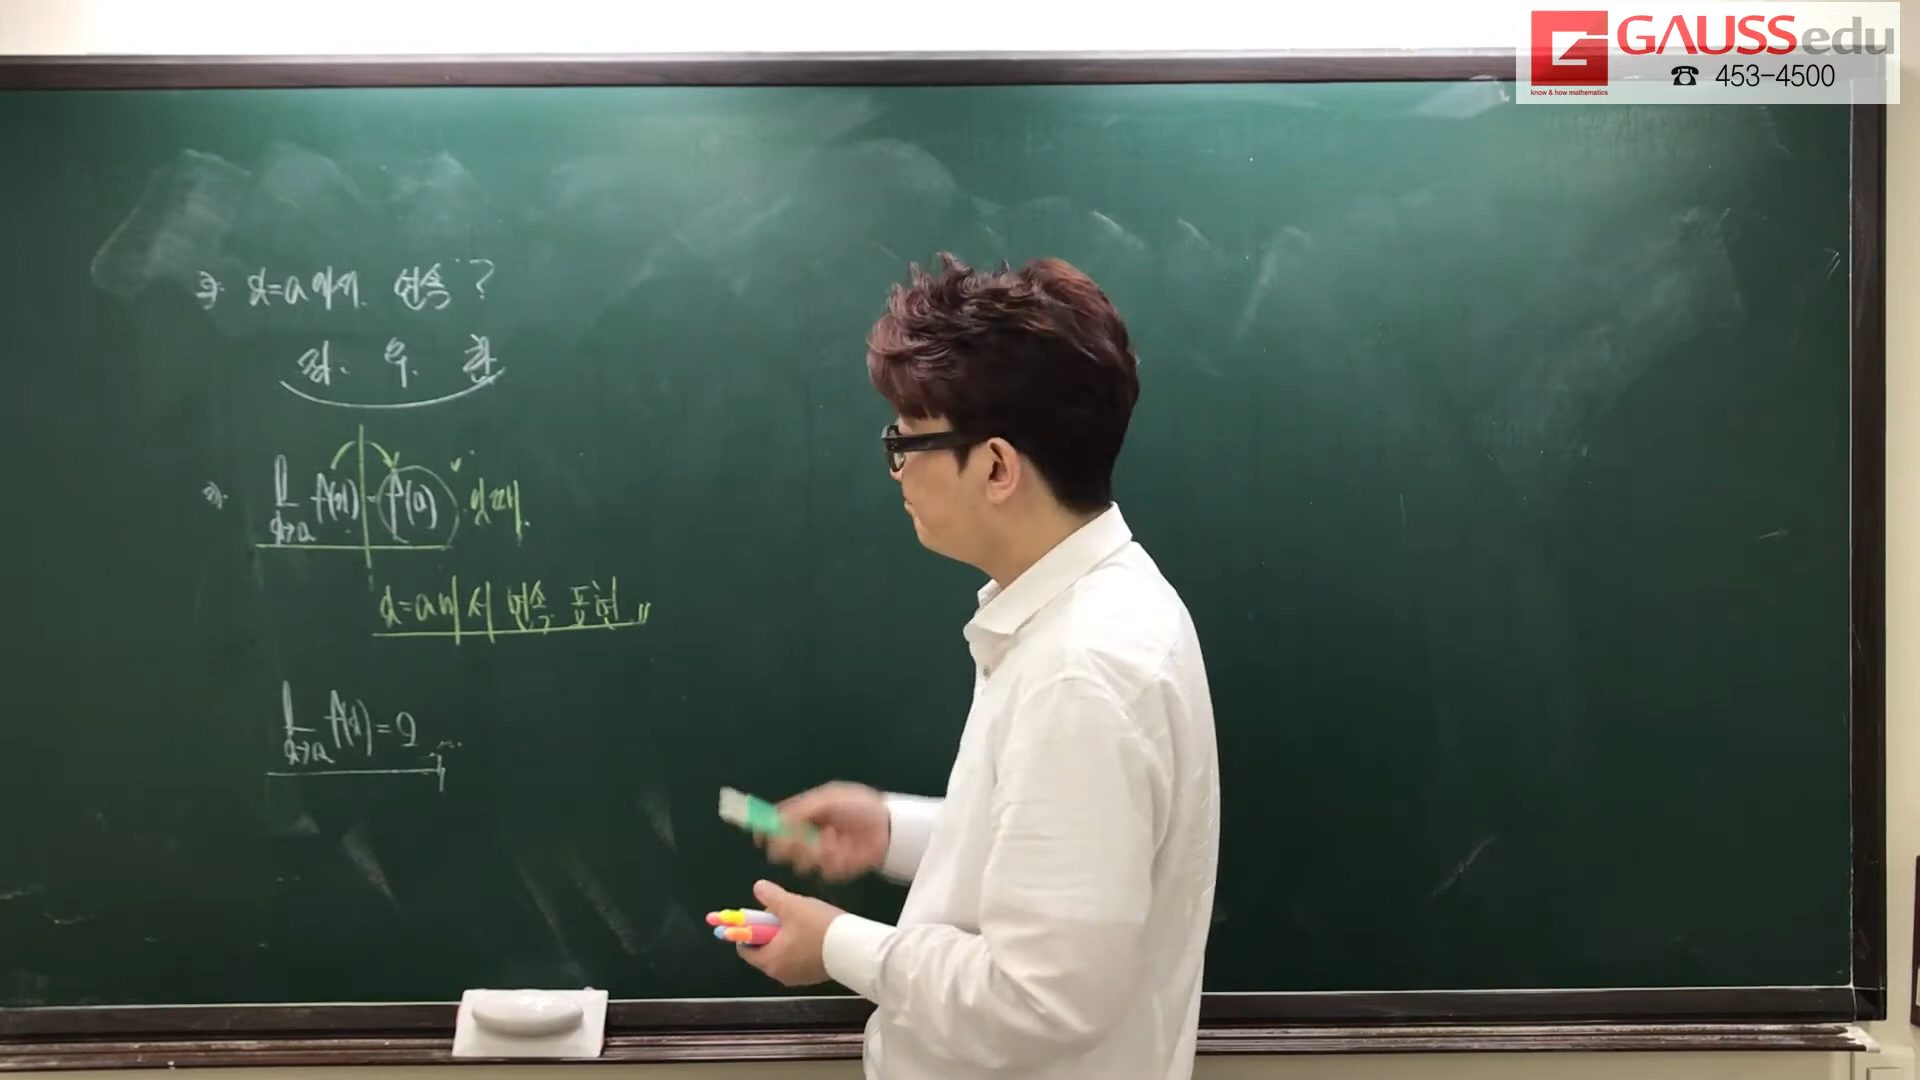 GAUSSedu
know & how mathematics
☎ 453-4500
x=a에서 연속?
좌. 우. 함
lim x→a f(x) = f(a) 일때.
x=a에서 연속 표현 〃
lim x→a f(x) = 2